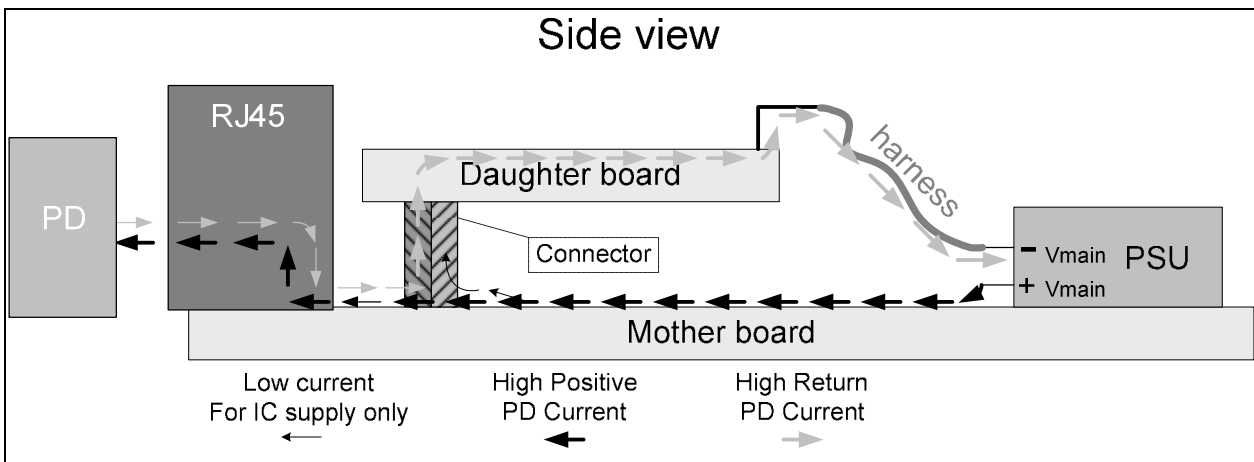 Side view
RJ45
PD
Daughter board
harness
Connector
- Vmain
+ Vmain
PSU
Mother board
Low current
For IC supply only
High Positive
PD Current
High Return
PD Current